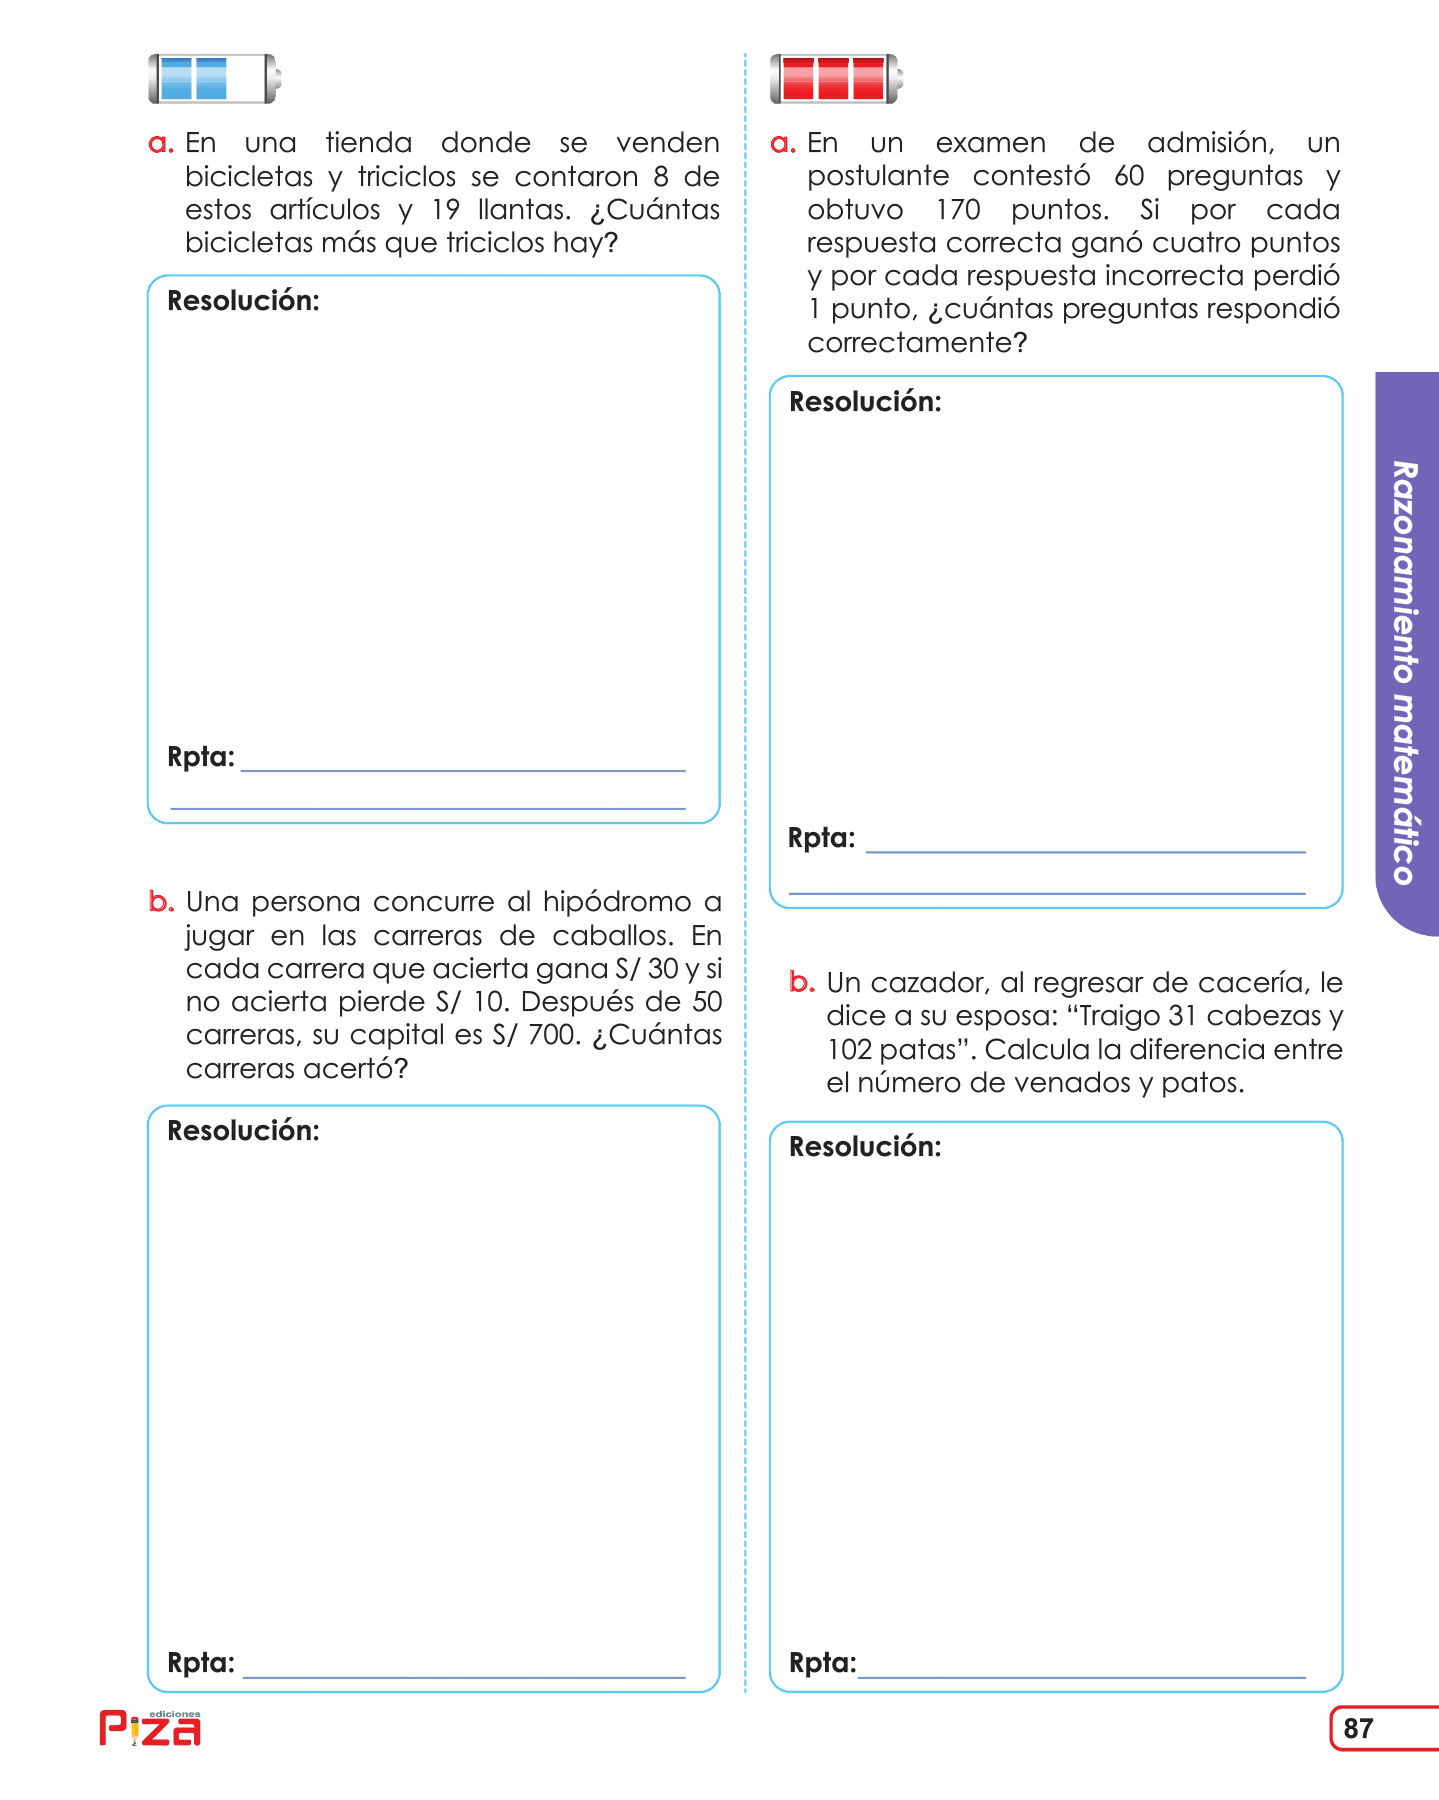 a. En una tienda donde se venden
bicicletas y triciclos se contaron 8 de
estos artículos y 19 llantas. ¿Cuántas
bicicletas más que triciclos hay?
Resolución:
Rpta:
b. Una persona concurre al hipódromo a
jugar en las carreras de caballos. En
cada carrera que acierta gana S/ 30 y si
no acierta pierde S/ 10. Después de 50
carreras, su capital es S/ 700. ¿Cuántas
carreras acertó?
Resolución:
Rpta:
a. En un examen de admisión, un
postulante contestó 60 preguntas y
obtuvo 170 puntos. Si por cada
respuesta correcta ganó cuatro puntos
y por cada respuesta incorrecta perdió
1 punto, ¿cuántas preguntas respondió
correctamente?
Resolución:
Rpta:
b. Un cazador, al regresar de cacería, le
dice a su esposa: “Traigo 31 cabezas y
102 patas”. Calcula la diferencia entre
el número de venados y patos.
Resolución:
Rpta:
Razonamiento matemático
ediciones
Piza
87